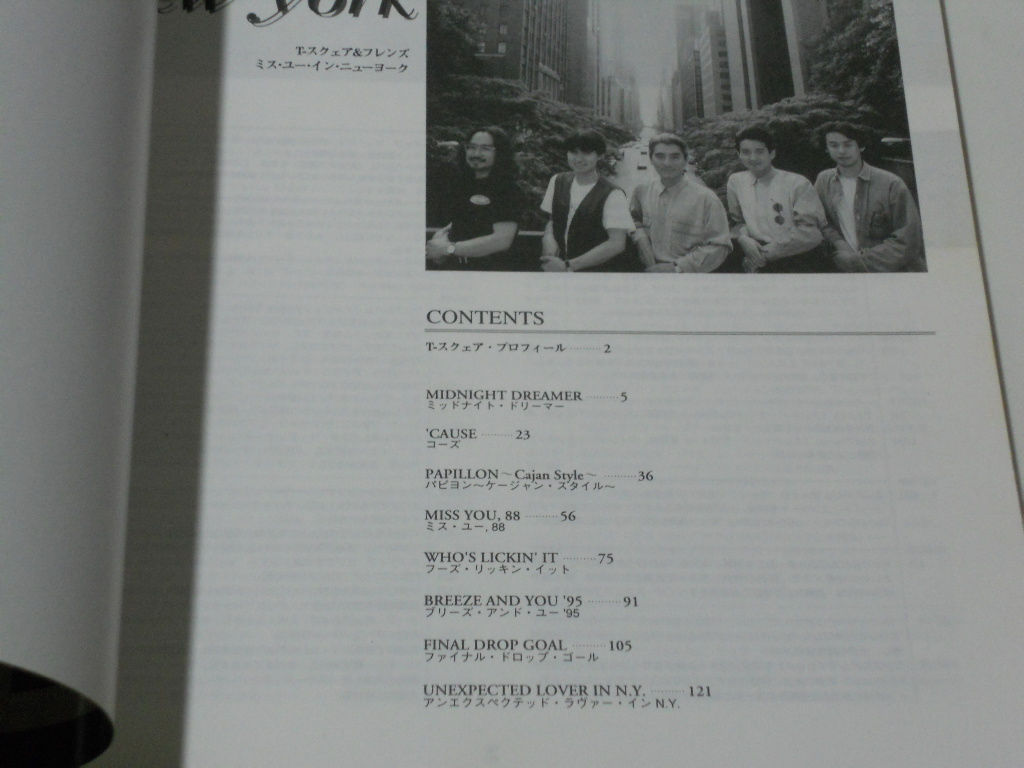 New York
T-スクェア&フレンズ
ミス・ユー・イン・ニューヨーク
CONTENTS
T-スクェア・プロフィール ……… 2
MIDNIGHT DREAMER ……… 5
ミッドナイト・ドリーマー
'CAUSE ……… 23
コーズ
PAPILLON～Cajan Style～ ……… 36
パピヨン～ケージャン・スタイル～
MISS YOU, 88 ……… 56
ミス・ユー, 88
WHO'S LICKIN' IT ……… 75
フーズ・リッキン・イット
BREEZE AND YOU '95 ……… 91
ブリーズ・アンド・ユー '95
FINAL DROP GOAL ……… 105
ファイナル・ドロップ・ゴール
UNEXPECTED LOVER IN N.Y. ……… 121
アンエクスペクテッド・ラヴァー・イン N.Y.